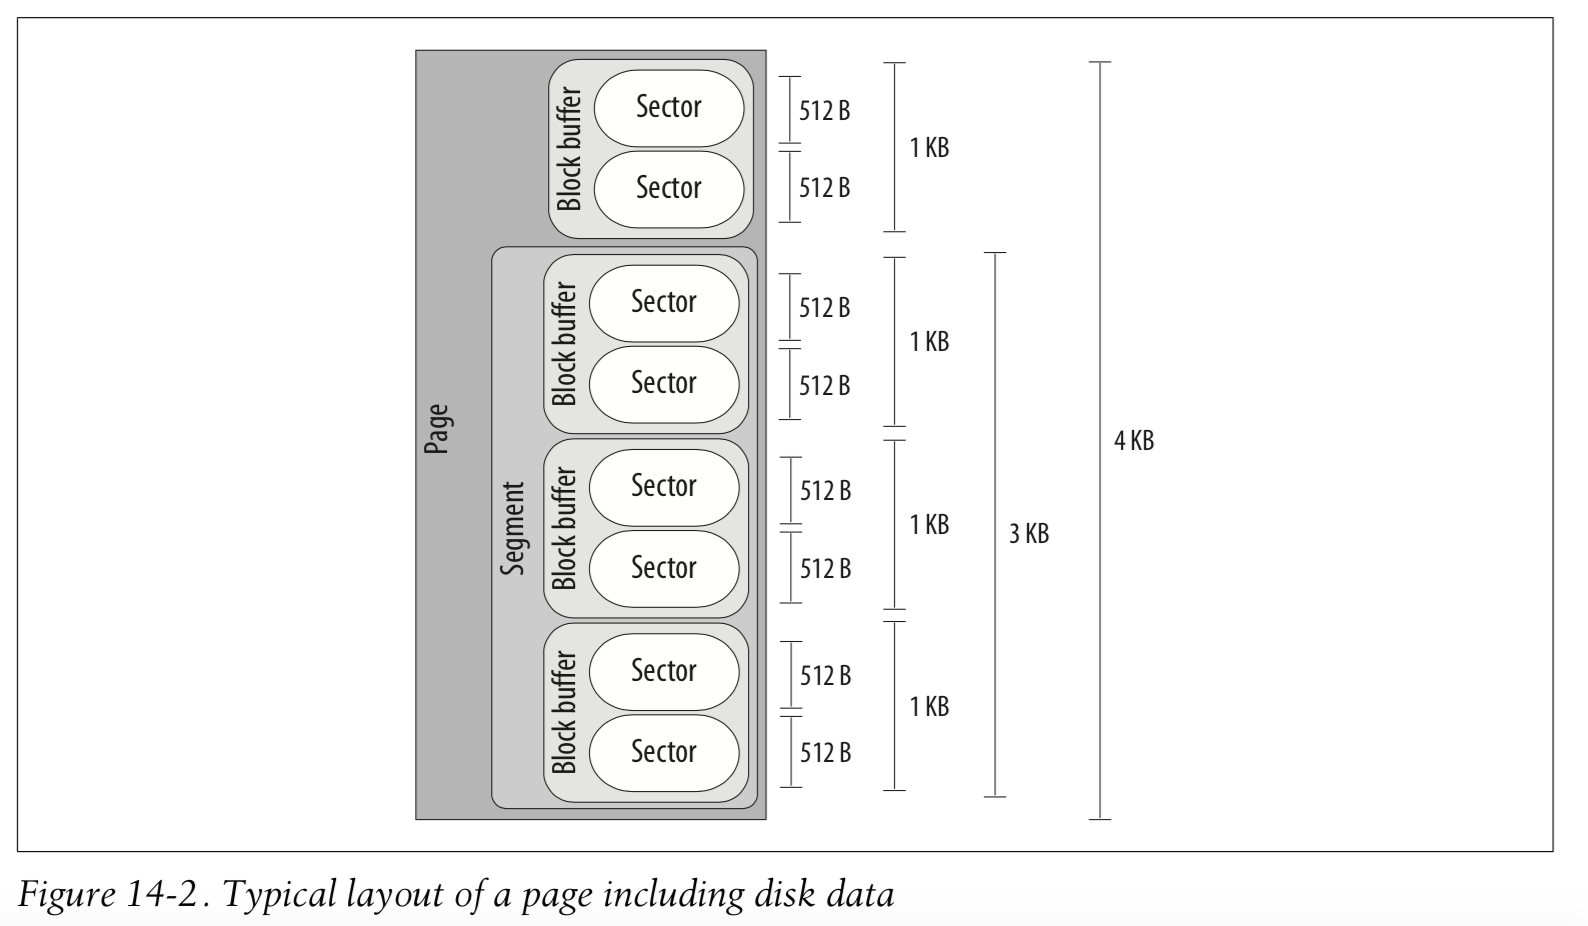 Page
Block buffer
Sector
512 B
Sector
512 B
1 KB
Segment
Block buffer
Sector
512 B
Sector
512 B
1 KB
Block buffer
Sector
512 B
Sector
512 B
1 KB
Block buffer
Sector
512 B
Sector
512 B
1 KB
3 KB
4 KB
Figure 14-2. Typical layout of a page including disk data